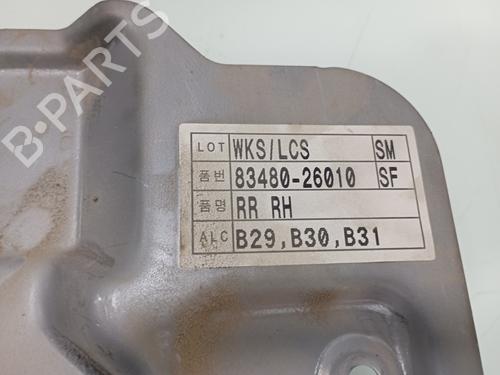 B-PARTS
LOT WKS/LCS SM
품번 83480-26010 SF
품명 RR RH
ALC B29,B30,B31